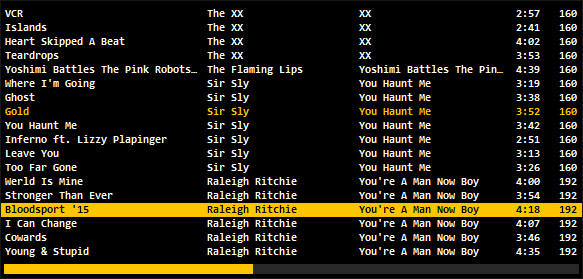 VCR The XX XX 2:57 160
Islands The XX XX 2:41 160
Heart Skipped A Beat The XX XX 4:02 160
Teardrops The XX XX 3:53 160
Yoshimi Battles The Pink Robots… The Flaming Lips Yoshimi Battles The Pin… 4:39 160
Where I'm Going Sir Sly You Haunt Me 3:19 160
Ghost Sir Sly You Haunt Me 3:38 160
Gold Sir Sly You Haunt Me 3:52 160
You Haunt Me Sir Sly You Haunt Me 3:42 160
Inferno ft. Lizzy Plapinger Sir Sly You Haunt Me 2:51 160
Leave You Sir Sly You Haunt Me 3:13 160
Too Far Gone Sir Sly You Haunt Me 3:26 160
Werld Is Mine Raleigh Ritchie You're A Man Now Boy 4:00 192
Stronger Than Ever Raleigh Ritchie You're A Man Now Boy 3:54 192
Bloodsport '15 Raleigh Ritchie You're A Man Now Boy 4:18 192
I Can Change Raleigh Ritchie You're A Man Now Boy 4:07 192
Cowards Raleigh Ritchie You're A Man Now Boy 3:46 192
Young & Stupid Raleigh Ritchie You're A Man Now Boy 4:35 192